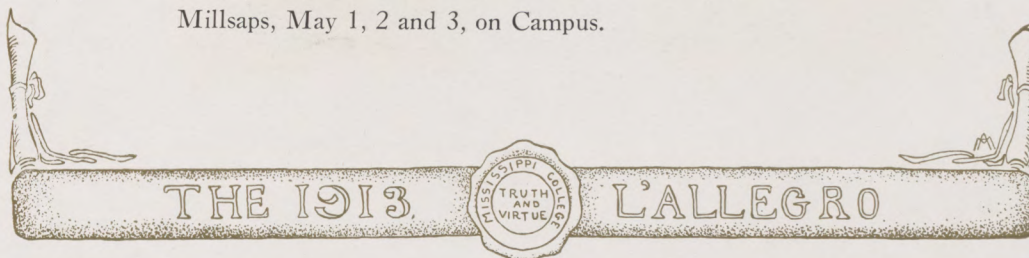 Millsaps, May 1, 2 and 3, on Campus.
THE 1913. L'ALLEGRO
MISSISSIPPI COLLEGE
TRUTH
AND
VIRTUE